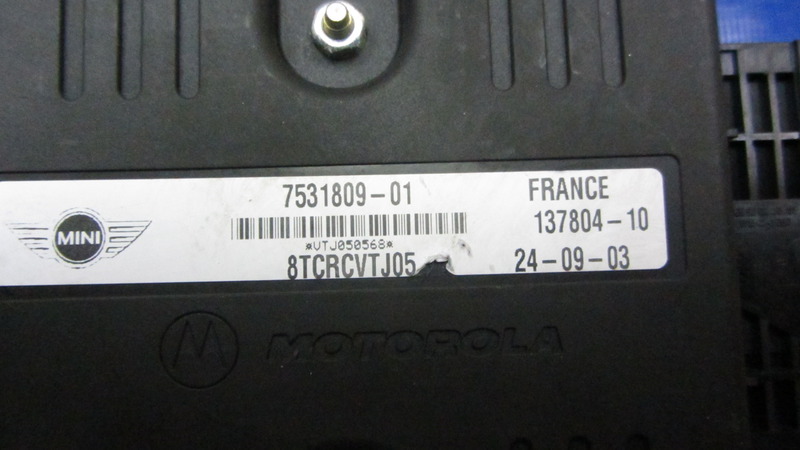 7531809-01
FRANCE
137804-10
MINI
*VTJ050568*
8TCRCVTJ05
24-09-03
MOTOROLA